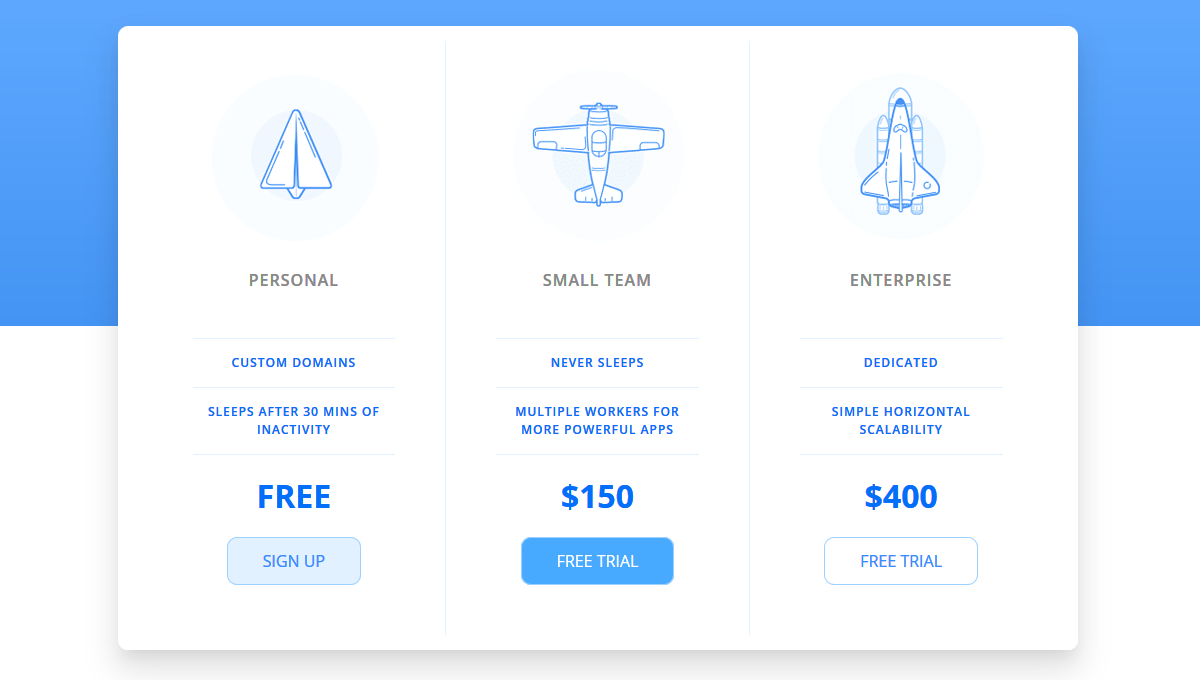 PERSONAL
CUSTOM DOMAINS
SLEEPS AFTER 30 MINS OF
INACTIVITY
FREE
SIGN UP
SMALL TEAM
NEVER SLEEPS
MULTIPLE WORKERS FOR
MORE POWERFUL APPS
$150
FREE TRIAL
ENTERPRISE
DEDICATED
SIMPLE HORIZONTAL
SCALABILITY
$400
FREE TRIAL